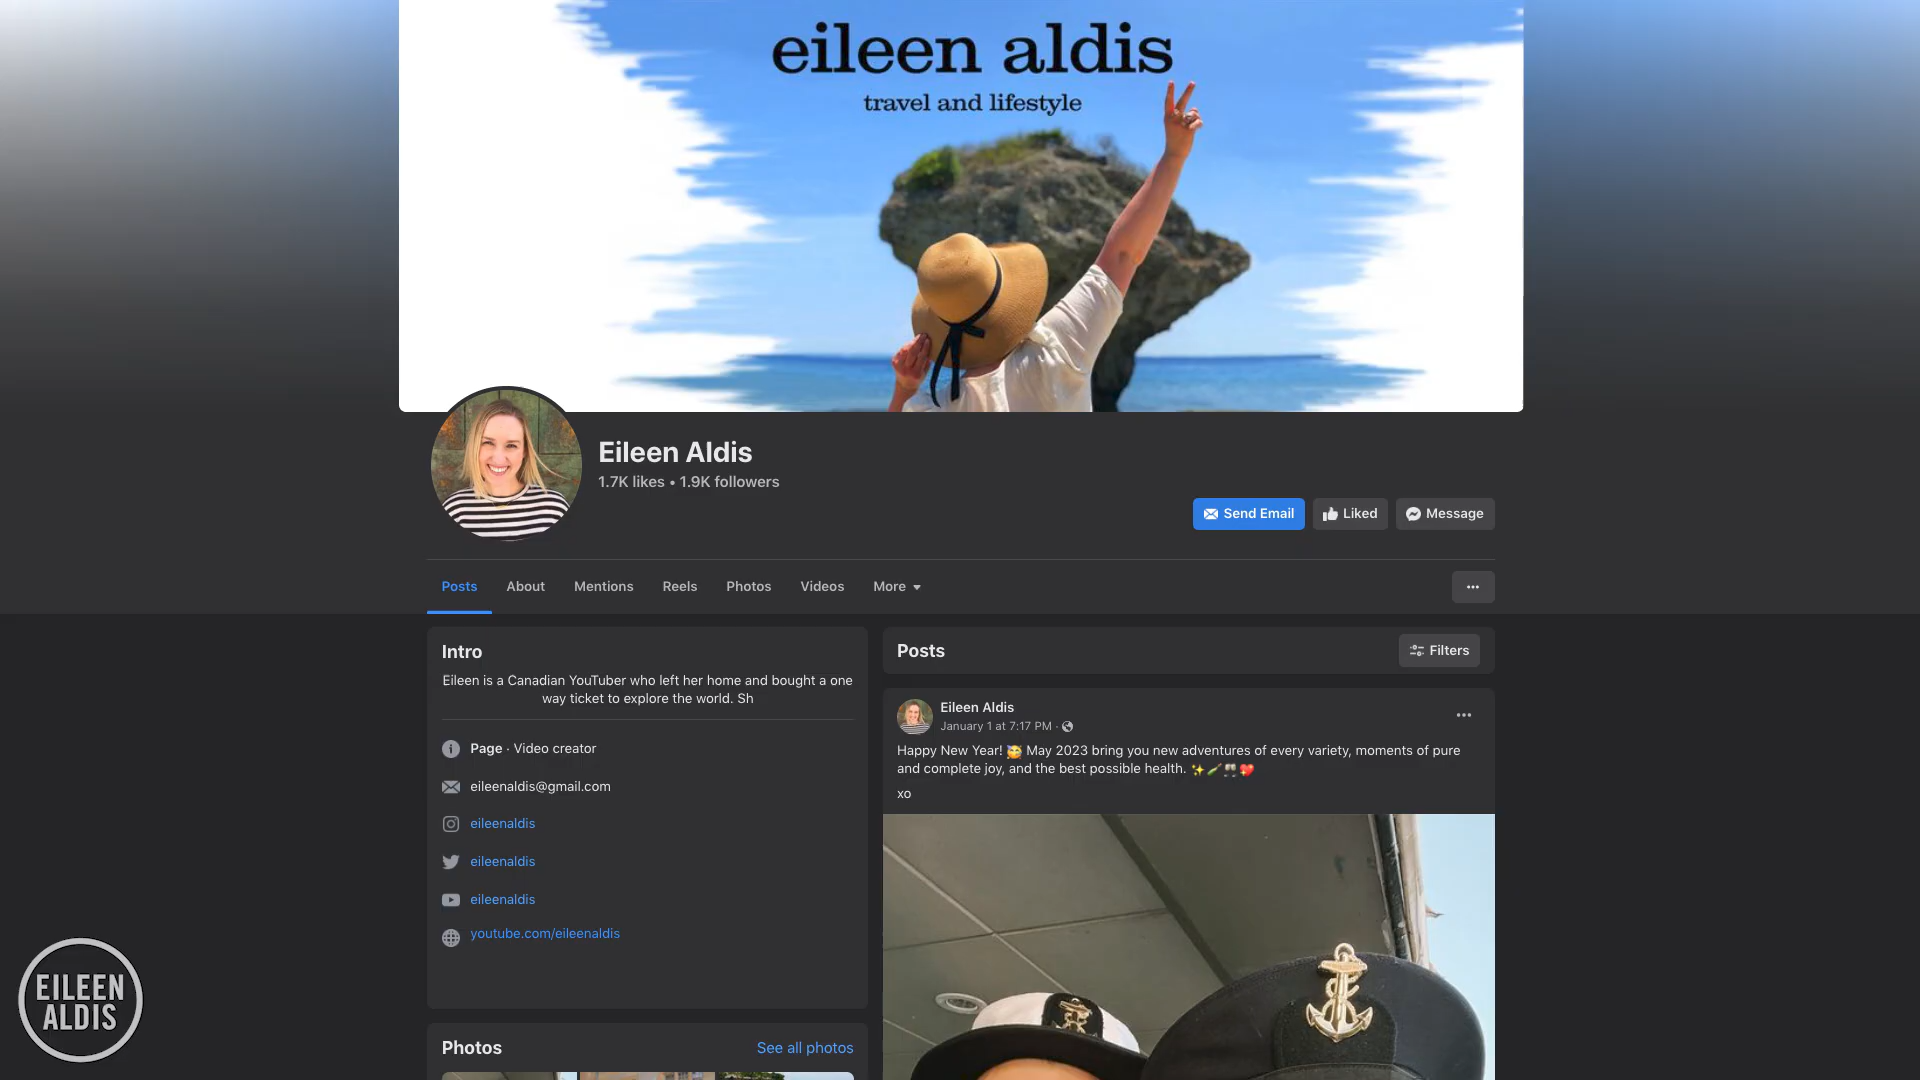 eileen aldis
travel and lifestyle
Eileen Aldis
1.7K likes • 1.9K followers
Send Email
Liked
Message
Posts
About
Mentions
Reels
Photos
Videos
More
Intro
Eileen is a Canadian YouTuber who left her home and bought a one
way ticket to explore the world. Sh
Page · Video creator
eileenaldis@gmail.com
eileenaldis
eileenaldis
eileenaldis
youtube.com/eileenaldis
Photos
See all photos
Posts
Filters
Eileen Aldis
January 1 at 7:17 PM ·
Happy New Year! 🥰 May 2023 bring you new adventures of every variety, moments of pure
and complete joy, and the best possible health. ✨🍾🥂💖
xo
EILEEN
ALDIS